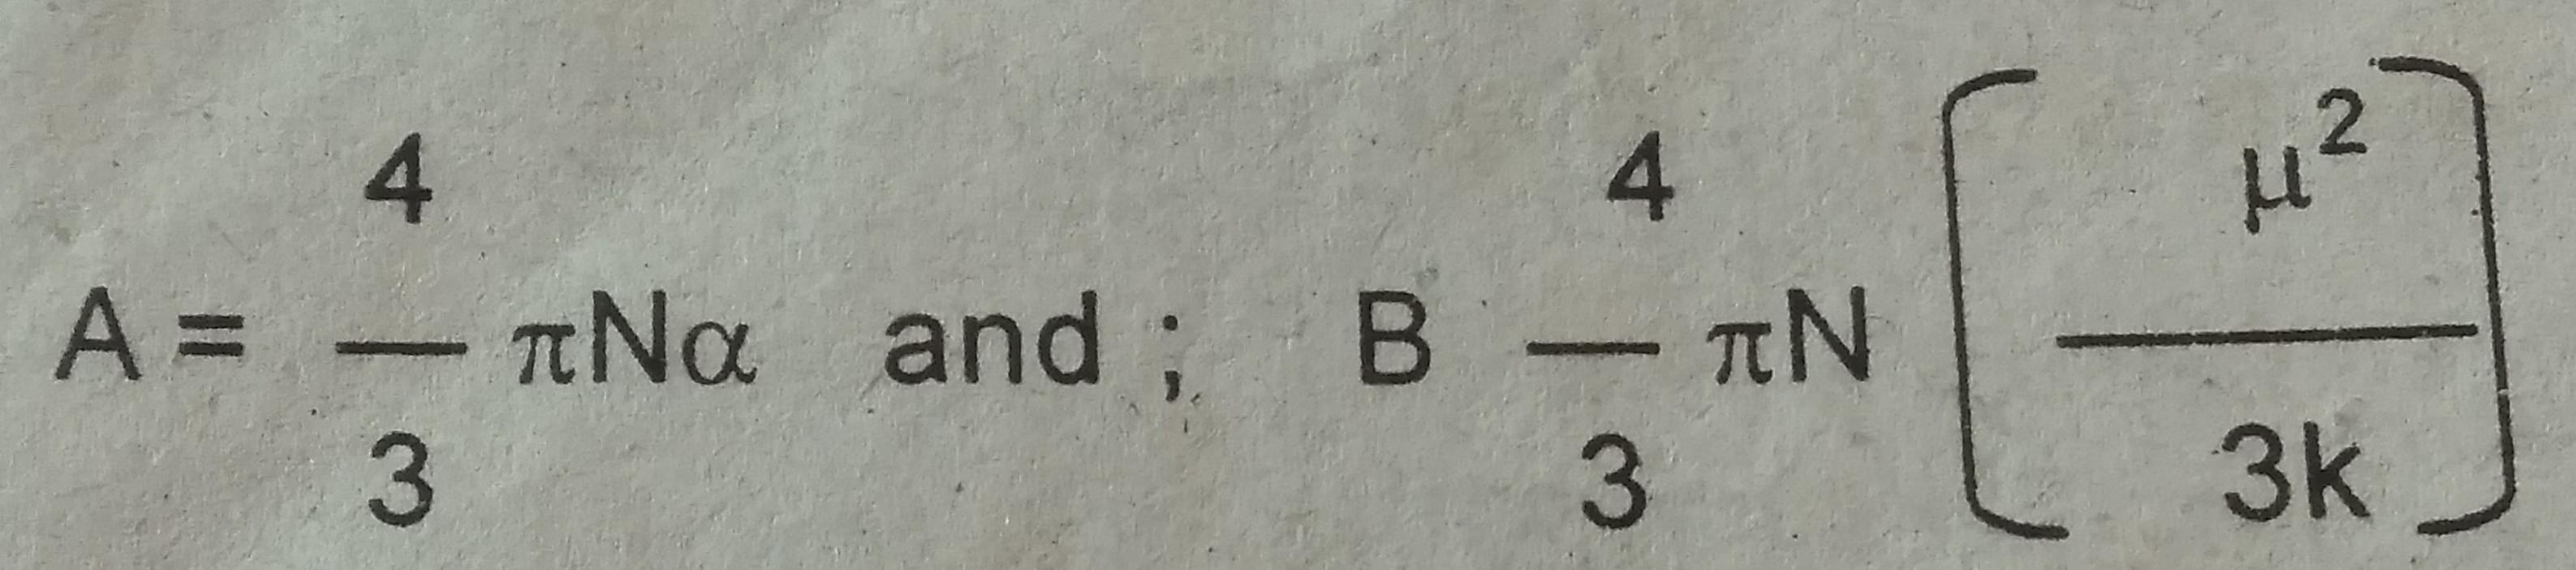 A = 4/3 πNα and ; B 4/3 πN [ μ² / 3k ]